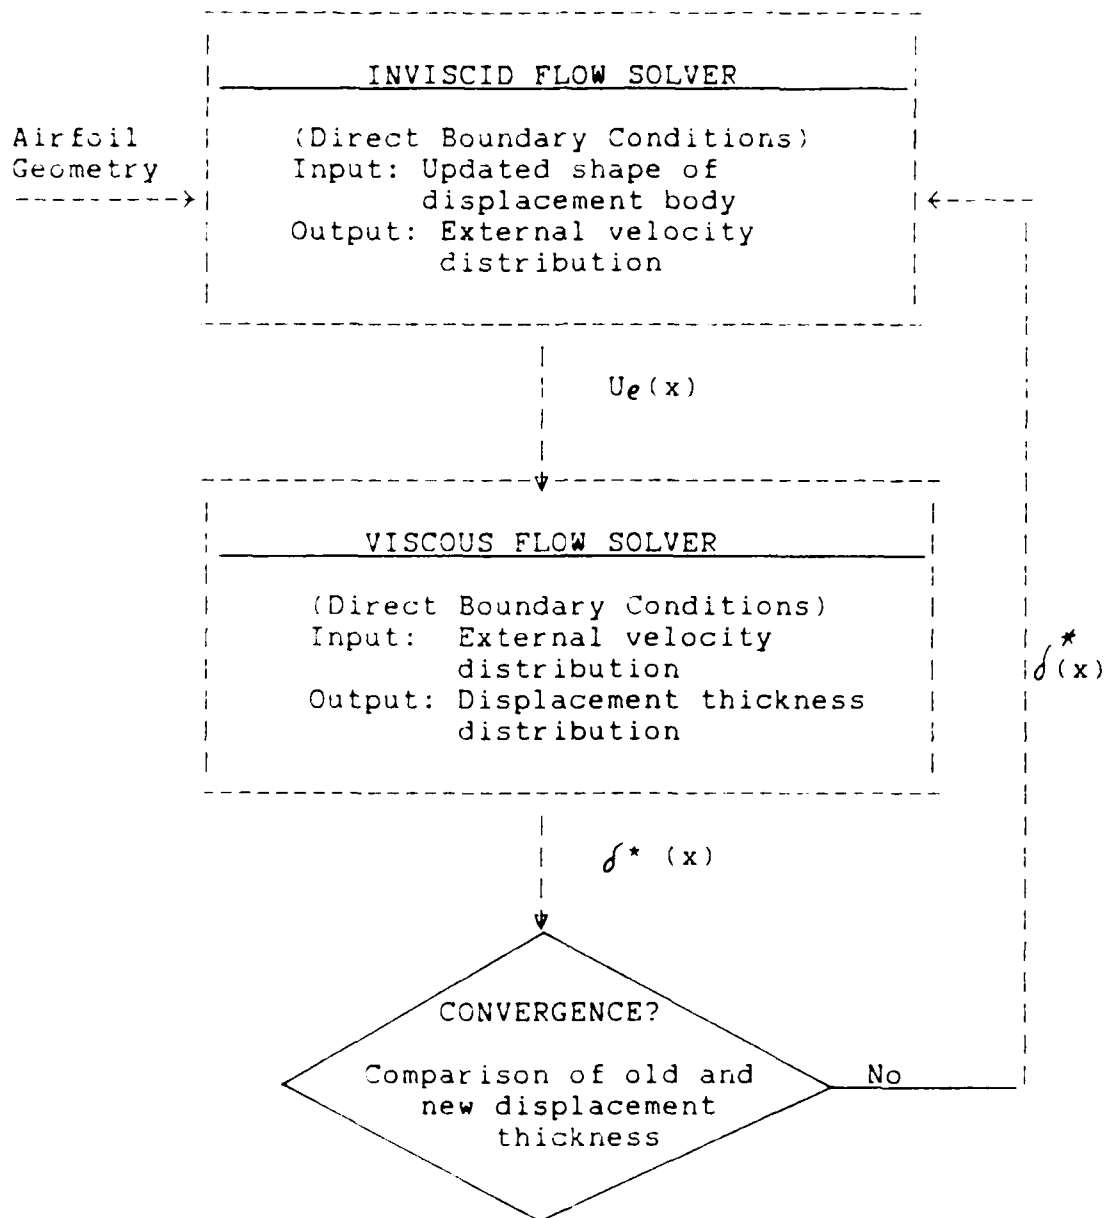 INVISCID FLOW SOLVER
Airfoil
Geometry
(Direct Boundary Conditions)
Input: Updated shape of
displacement body
Output: External velocity
distribution
Ue(x)
VISCOUS FLOW SOLVER
(Direct Boundary Conditions)
Input: External velocity
distribution
Output: Displacement thickness
distribution
δ*(x)
δ* (x)
CONVERGENCE?
Comparison of old and
new displacement
thickness
No